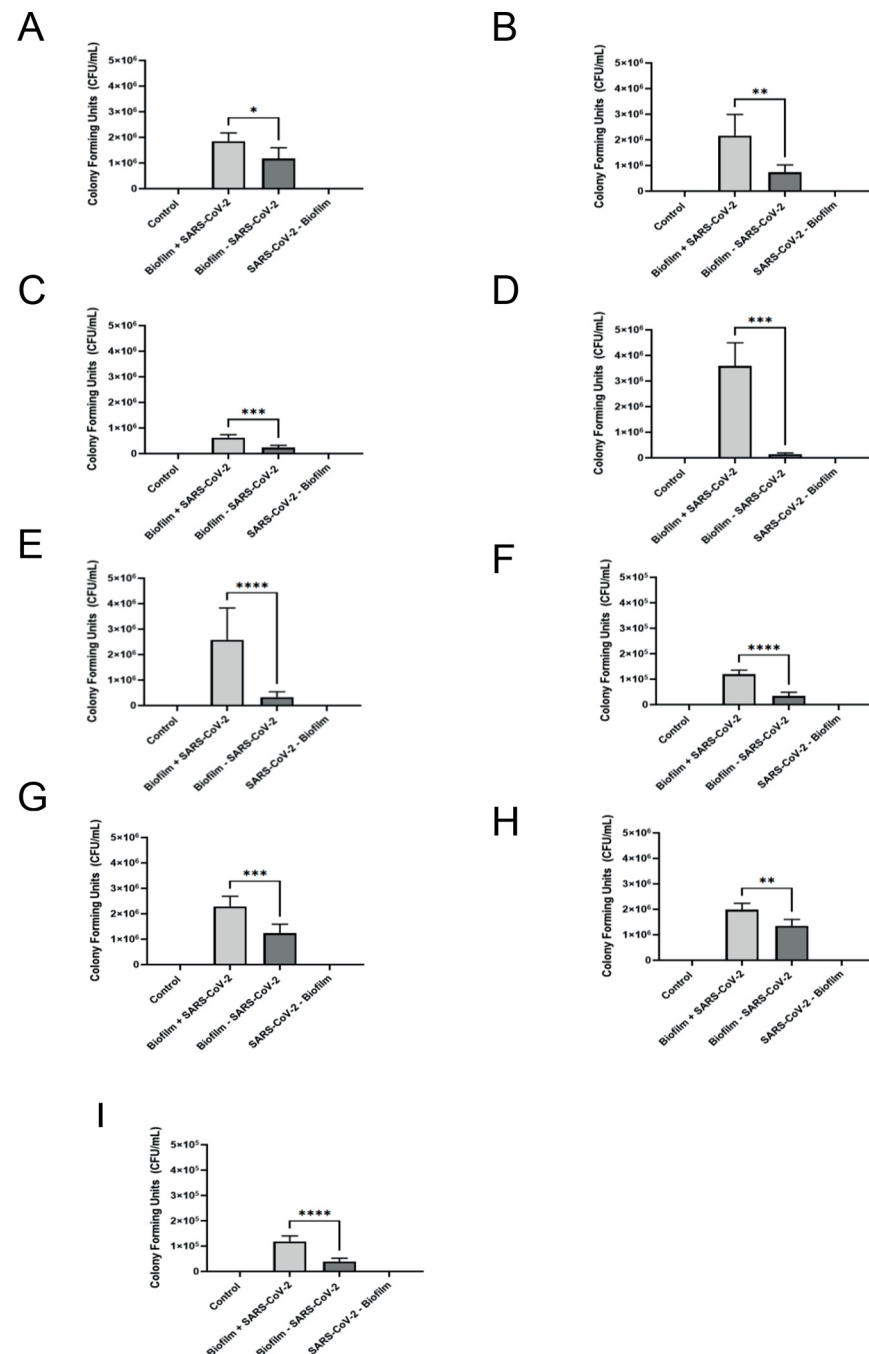 A
Colony Forming Units (CFU/mL)
5×10⁶
4×10⁶
3×10⁶
2×10⁶
1×10⁶
0
*
Control
Biofilm + SARS-CoV-2
Biofilm - SARS-CoV-2
SARS-CoV-2 - Biofilm
B
Colony Forming Units (CFU/mL)
5×10⁶
4×10⁶
3×10⁶
2×10⁶
1×10⁶
0
**
Control
Biofilm + SARS-CoV-2
Biofilm - SARS-CoV-2
SARS-CoV-2 - Biofilm
C
Colony Forming Units (CFU/mL)
5×10⁶
4×10⁶
3×10⁶
2×10⁶
1×10⁶
0
***
Control
Biofilm + SARS-CoV-2
Biofilm - SARS-CoV-2
SARS-CoV-2 - Biofilm
D
Colony Forming Units (CFU/mL)
5×10⁶
4×10⁶
3×10⁶
2×10⁶
1×10⁶
0
***
Control
Biofilm + SARS-CoV-2
Biofilm - SARS-CoV-2
SARS-CoV-2 - Biofilm
E
Colony Forming Units (CFU/mL)
5×10⁶
4×10⁶
3×10⁶
2×10⁶
1×10⁶
0
****
Control
Biofilm + SARS-CoV-2
Biofilm - SARS-CoV-2
SARS-CoV-2 - Biofilm
F
Colony Forming Units (CFU/mL)
5×10⁵
4×10⁵
3×10⁵
2×10⁵
1×10⁵
0
****
Control
Biofilm + SARS-CoV-2
Biofilm - SARS-CoV-2
SARS-CoV-2 - Biofilm
G
Colony Forming Units (CFU/mL)
5×10⁶
4×10⁶
3×10⁶
2×10⁶
1×10⁶
0
***
Control
Biofilm + SARS-CoV-2
Biofilm - SARS-CoV-2
SARS-CoV-2 - Biofilm
H
Colony Forming Units (CFU/mL)
5×10⁶
4×10⁶
3×10⁶
2×10⁶
1×10⁶
0
**
Control
Biofilm + SARS-CoV-2
Biofilm - SARS-CoV-2
SARS-CoV-2 - Biofilm
I
Colony Forming Units (CFU/mL)
5×10⁵
4×10⁵
3×10⁵
2×10⁵
1×10⁵
0
****
Control
Biofilm + SARS-CoV-2
Biofilm - SARS-CoV-2
SARS-CoV-2 - Biofilm